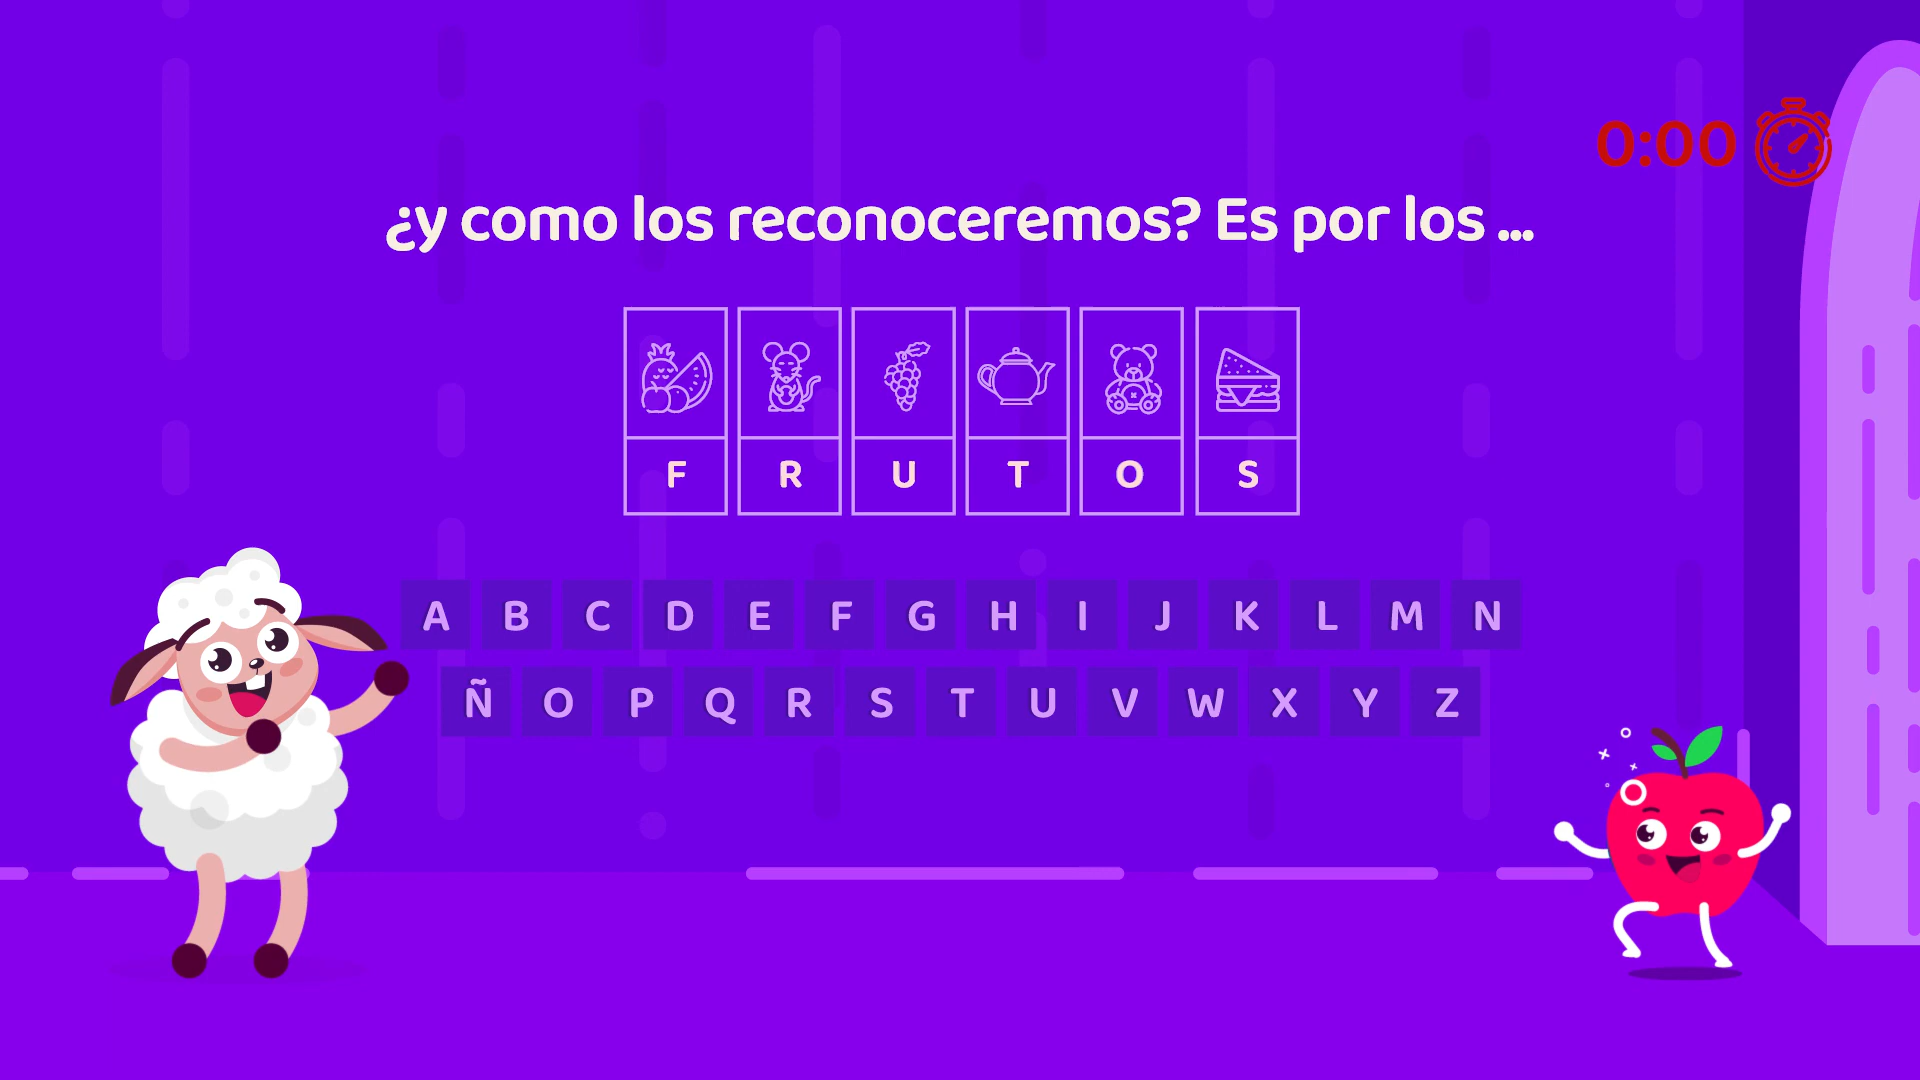 0:00
¿y como los reconoceremos? Es por los ...
F R U T O S
A B C D E F G H I J K L M N
Ñ O P Q R S T U V W X Y Z